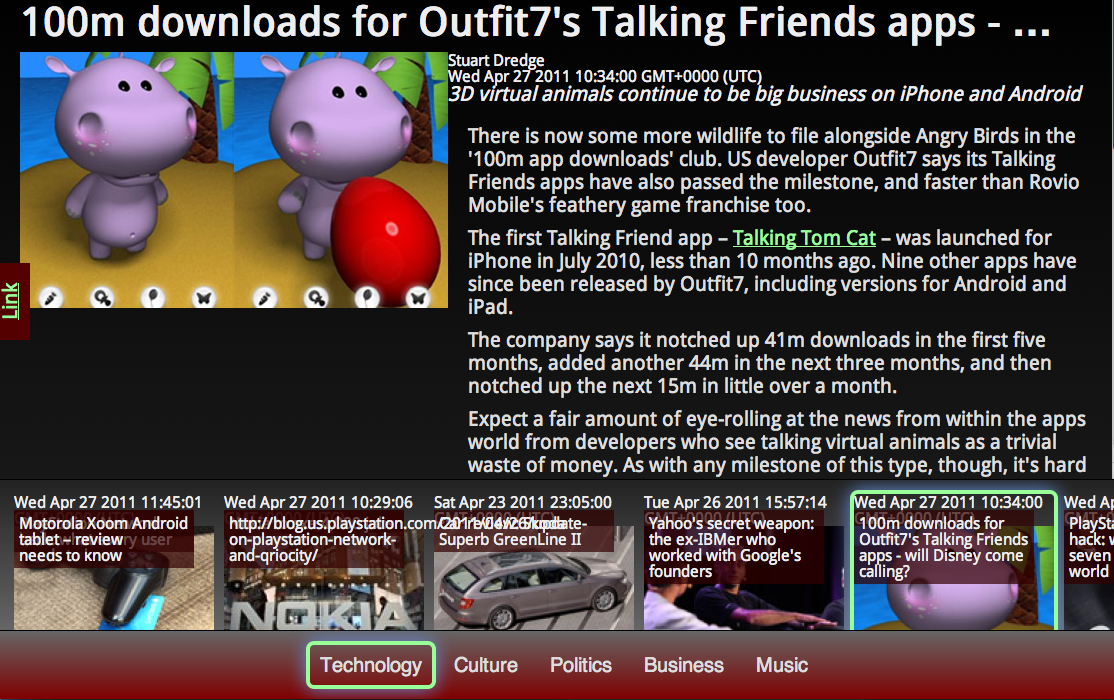 100m downloads for Outfit7's Talking Friends apps - ...
Stuart Dredge
Wed Apr 27 2011 10:34:00 GMT+0000 (UTC)
3D virtual animals continue to be big business on iPhone and Android
There is now some more wildlife to file alongside Angry Birds in the
'100m app downloads' club. US developer Outfit7 says its Talking
Friends apps have also passed the milestone, and faster than Rovio
Mobile's feathery game franchise too.
The first Talking Friend app – Talking Tom Cat – was launched for
iPhone in July 2010, less than 10 months ago. Nine other apps have
since been released by Outfit7, including versions for Android and
iPad.
The company says it notched up 41m downloads in the first five
months, added another 44m in the next three months, and then
notched up the next 15m in little over a month.
Expect a fair amount of eye-rolling at the news from within the apps
world from developers who see talking virtual animals as a trivial
waste of money. As with any milestone of this type, though, it's hard
Link
Wed Apr 27 2011 11:45:01
Motorola Xoom Android
tablet – review
needs to know
Wed Apr 27 2011 10:29:06
http://blog.us.playstation.com/2011/04/26/update-
on-playstation-network-
and-qriocity/
NOKIA
Sat Apr 23 2011 23:05:00
Superb GreenLine II
Tue Apr 26 2011 15:57:14
Yahoo's secret weapon:
the ex-IBMer who
worked with Google's
founders
Wed Apr 27 2011 10:34:00
100m downloads for
Outfit7's Talking Friends
apps - will Disney come
calling?
Wed Ap
PlaySta
hack: w
seven
world
Technology
Culture
Politics
Business
Music